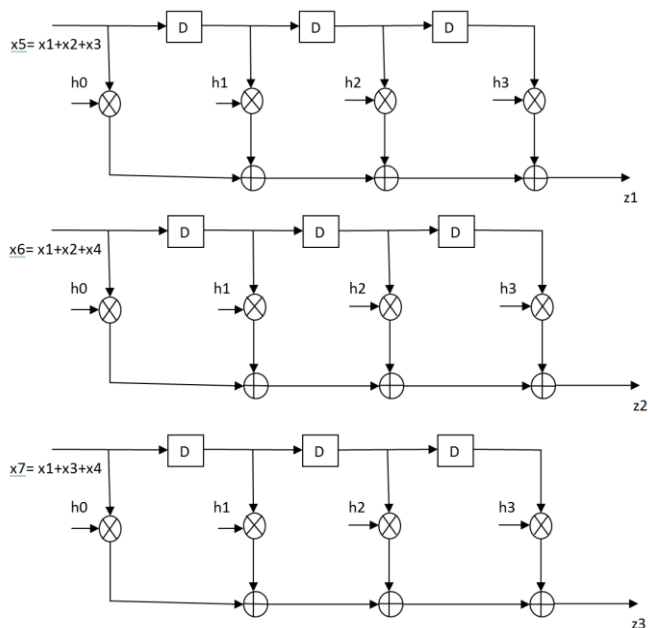 D D D
x5= x1+x2+x3
h0 h1 h2 h3
z1
D D D
x6= x1+x2+x4
h0 h1 h2 h3
z2
D D D
x7= x1+x3+x4
h0 h1 h2 h3
z3